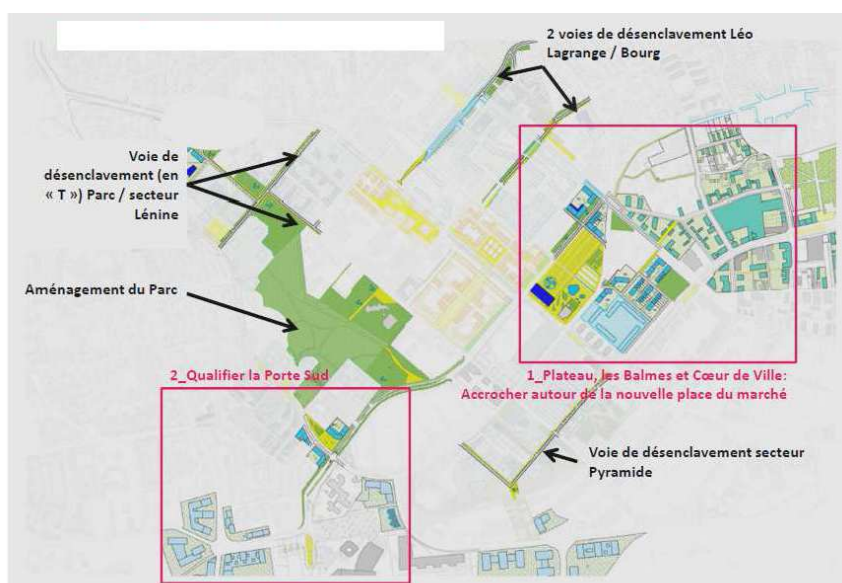 2 voies de désenclavement Léo
Lagrange / Bourg
Voie de
désenclavement (en
« T ») Parc / secteur
Lénine
Aménagement du Parc
2_Qualifier la Porte Sud
1_Plateau, les Balmes et Cœur de Ville:
Accrocher autour de la nouvelle place du marché
Voie de désenclavement secteur
Pyramide